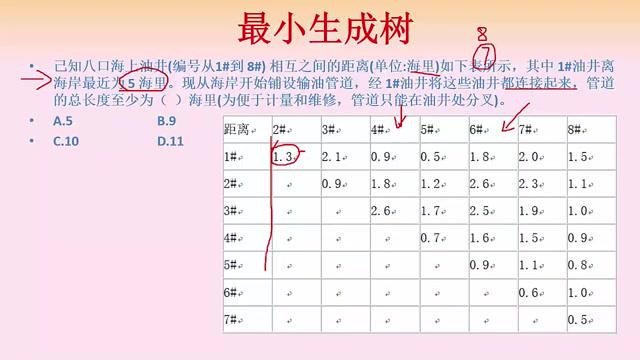 最小生成树
8
7
• 己知八口海上油井(编号从1#到 8#) 相互之间的距离(单位:海里)如下表所示，其中 1#油井离
海岸最近为 5 海里。现从海岸开始铺设输油管道，经 1#油井将这些油井都连接起来，管道
的总长度至少为（ ）海里(为便于计量和维修，管道只能在油井处分叉)。
• A.5 B.9
• C.10 D.11
距离 2# 3# 4# 5# 6# 7# 8#
1# 1.3 2.1 0.9 0.5 1.8 2.0 1.5
2# 0.9 1.8 1.2 2.6 2.3 1.1
3# 2.6 1.7 2.5 1.9 1.0
4# 0.7 1.6 1.5 0.9
5# 0.9 1.1 0.8
6# 0.6 1.0
7# 0.5